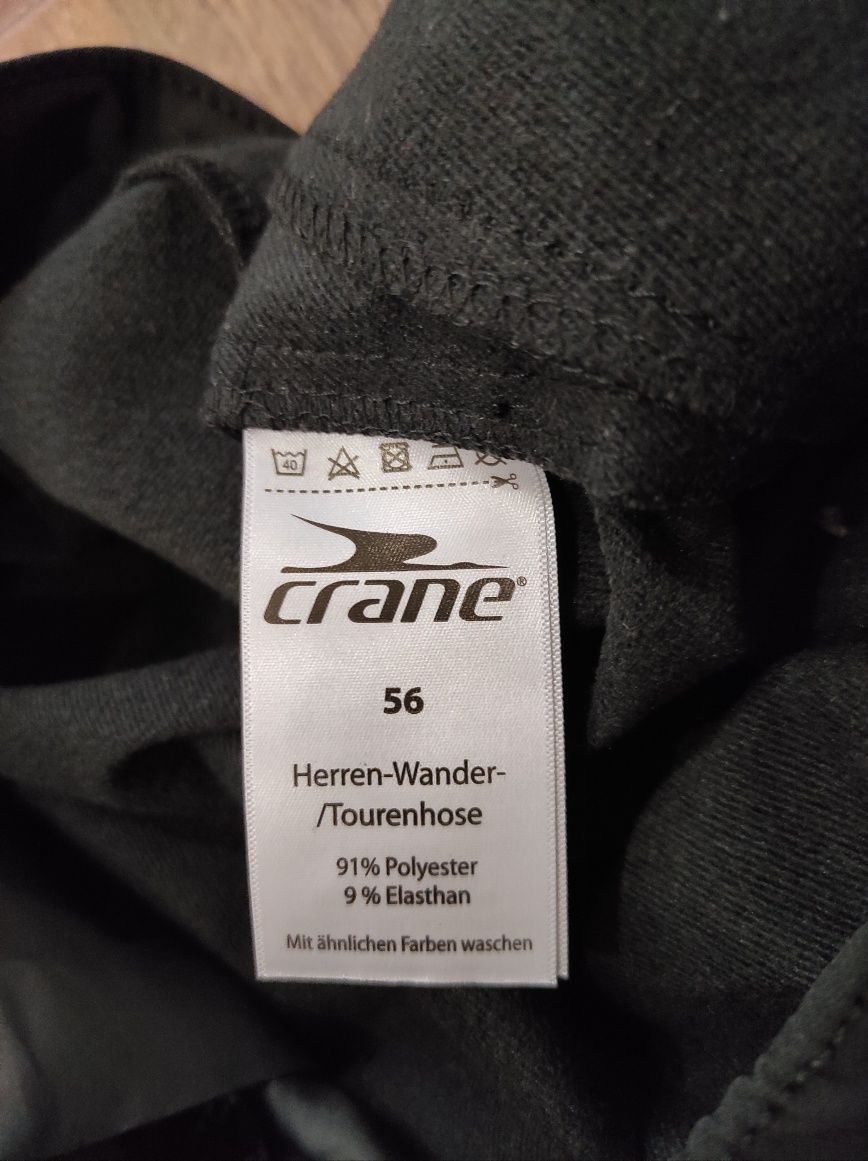 40
crane®
56
Herren-Wander-
/Tourenhose
91% Polyester
9 % Elasthan
Mit ähnlichen Farben waschen